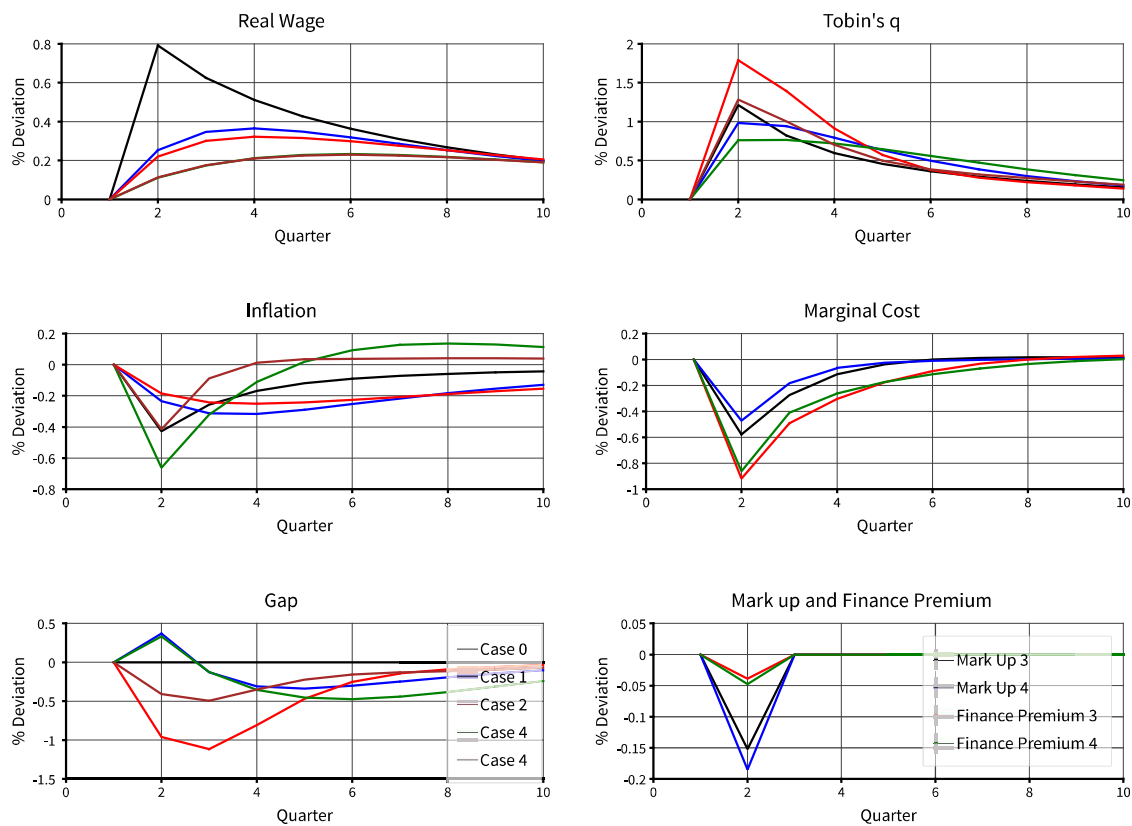 Real Wage
% Deviation
0.8
0.6
0.4
0.2
0
0 2 4 6 8 10
Quarter
Tobin's q
% Deviation
2
1.5
1
0.5
0
0 2 4 6 8 10
Quarter
Inflation
% Deviation
0.2
0
-0.2
-0.4
-0.6
-0.8
0 2 4 6 8 10
Quarter
Marginal Cost
% Deviation
0.2
0
-0.2
-0.4
-0.6
-0.8
-1
0 2 4 6 8 10
Quarter
Gap
% Deviation
0.5
0
-0.5
-1
-1.5
0 2 4 6 8 10
Quarter
Case 0
Case 1
Case 2
Case 4
Case 4
Mark up and Finance Premium
% Deviation
0.05
0
-0.05
-0.1
-0.15
-0.2
0 2 4 6 8 10
Quarter
Mark Up 3
Mark Up 4
Finance Premium 3
Finance Premium 4